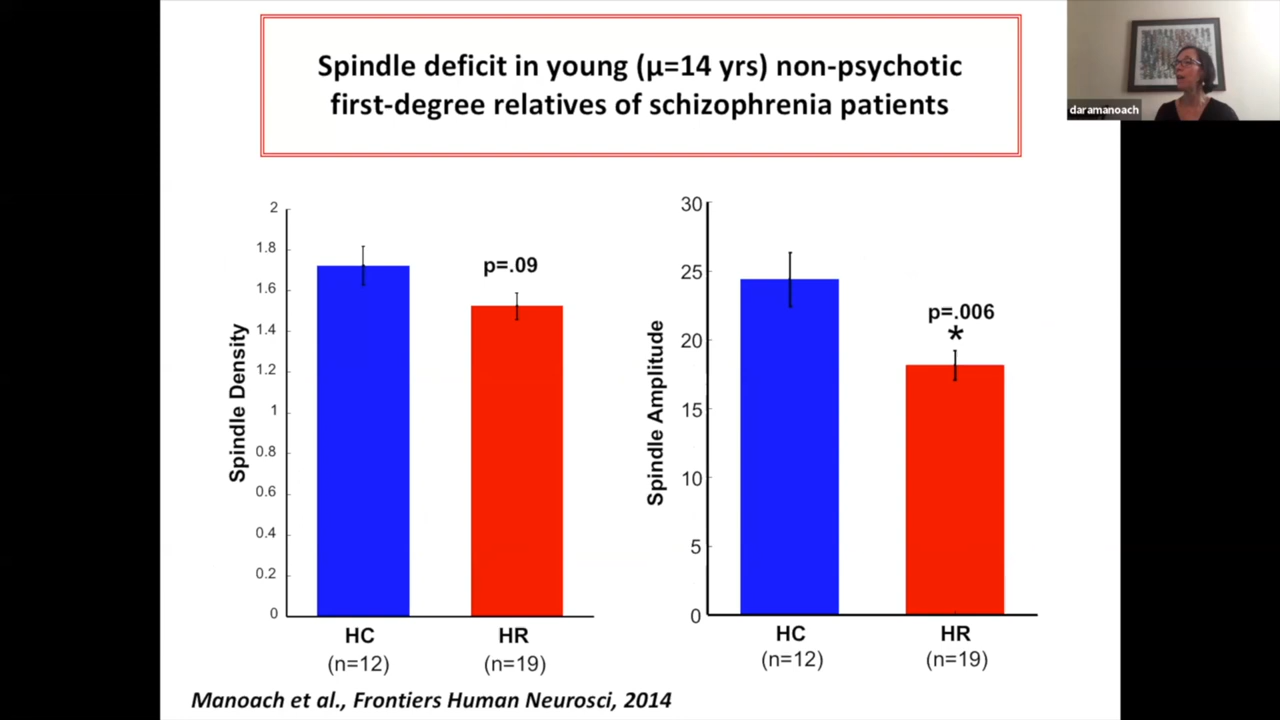 Spindle deficit in young (µ=14 yrs) non-psychotic
first-degree relatives of schizophrenia patients
daramanoach
Spindle Density
2
1.8
1.6
1.4
1.2
1
0.8
0.6
0.4
0.2
0
p=.09
HC
(n=12)
HR
(n=19)
Spindle Amplitude
30
25
20
15
10
5
0
p=.006
*
HC
(n=12)
HR
(n=19)
Manoach et al., Frontiers Human Neurosci, 2014